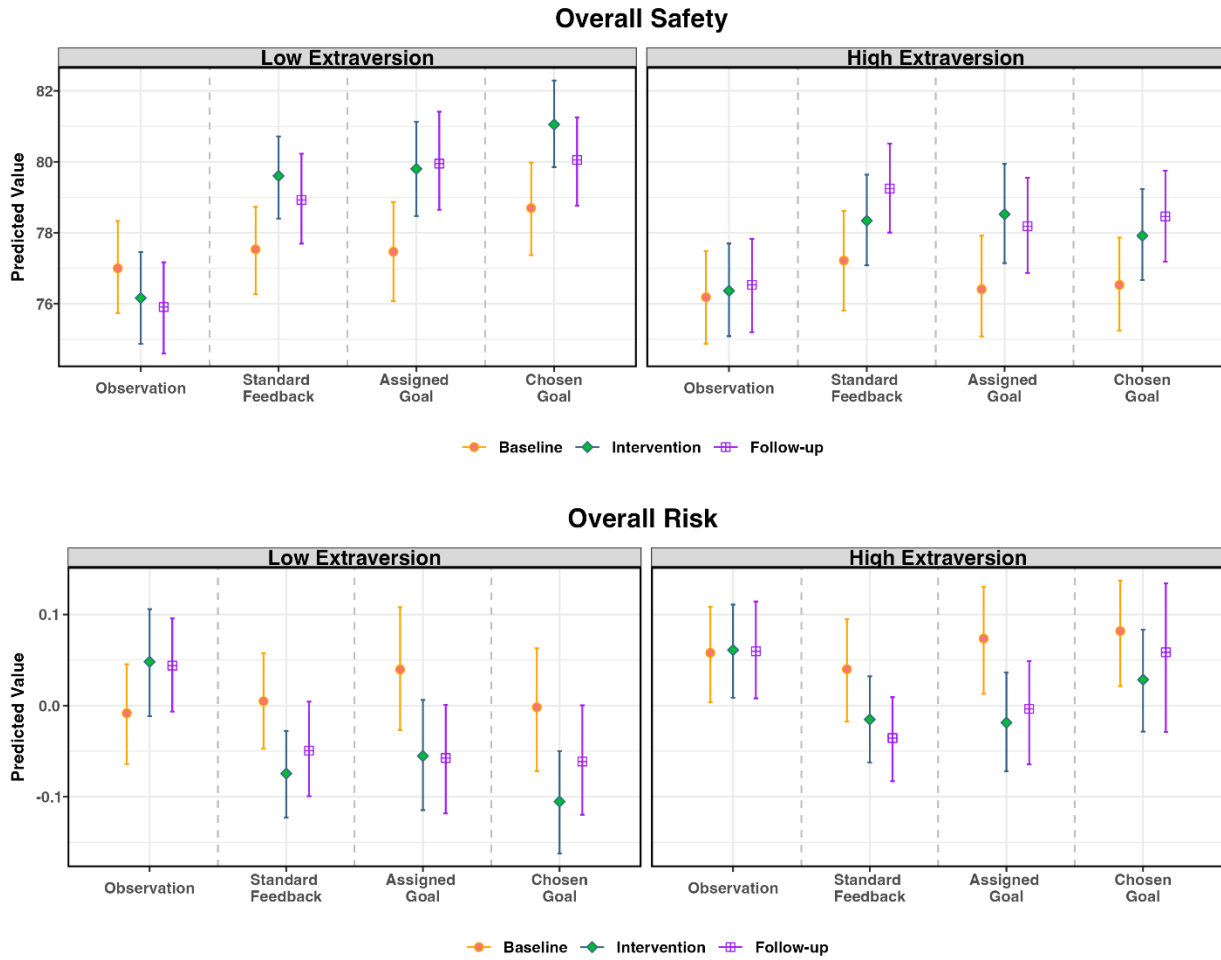 Overall Safety
Low Extraversion
High Extraversion
Predicted Value
82
80
78
76
Observation
Standard
Feedback
Assigned
Goal
Chosen
Goal
Observation
Standard
Feedback
Assigned
Goal
Chosen
Goal
Baseline Intervention Follow-up
Overall Risk
Low Extraversion
High Extraversion
Predicted Value
0.1
0.0
-0.1
Observation
Standard
Feedback
Assigned
Goal
Chosen
Goal
Observation
Standard
Feedback
Assigned
Goal
Chosen
Goal
Baseline Intervention Follow-up